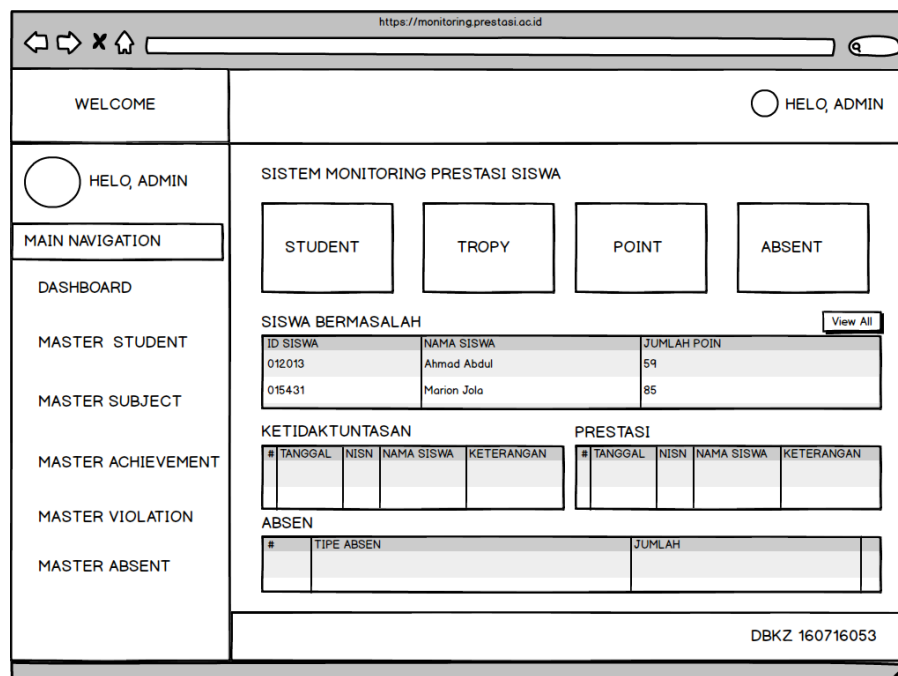 https://monitoring.prestasi.ac.id
WELCOME
HELO, ADMIN
HELO, ADMIN
MAIN NAVIGATION
DASHBOARD
MASTER STUDENT
MASTER SUBJECT
MASTER ACHIEVEMENT
MASTER VIOLATION
MASTER ABSENT
SISTEM MONITORING PRESTASI SISWA
STUDENT TROPY POINT ABSENT
SISWA BERMASALAH View All
ID SISWA NAMA SISWA JUMLAH POIN
012013 Ahmad Abdul 59
015431 Marion Jola 85
KETIDAKTUNTASAN
# TANGGAL NISN NAMA SISWA KETERANGAN
PRESTASI
# TANGGAL NISN NAMA SISWA KETERANGAN
ABSEN
# TIPE ABSEN JUMLAH
DBKZ 160716053